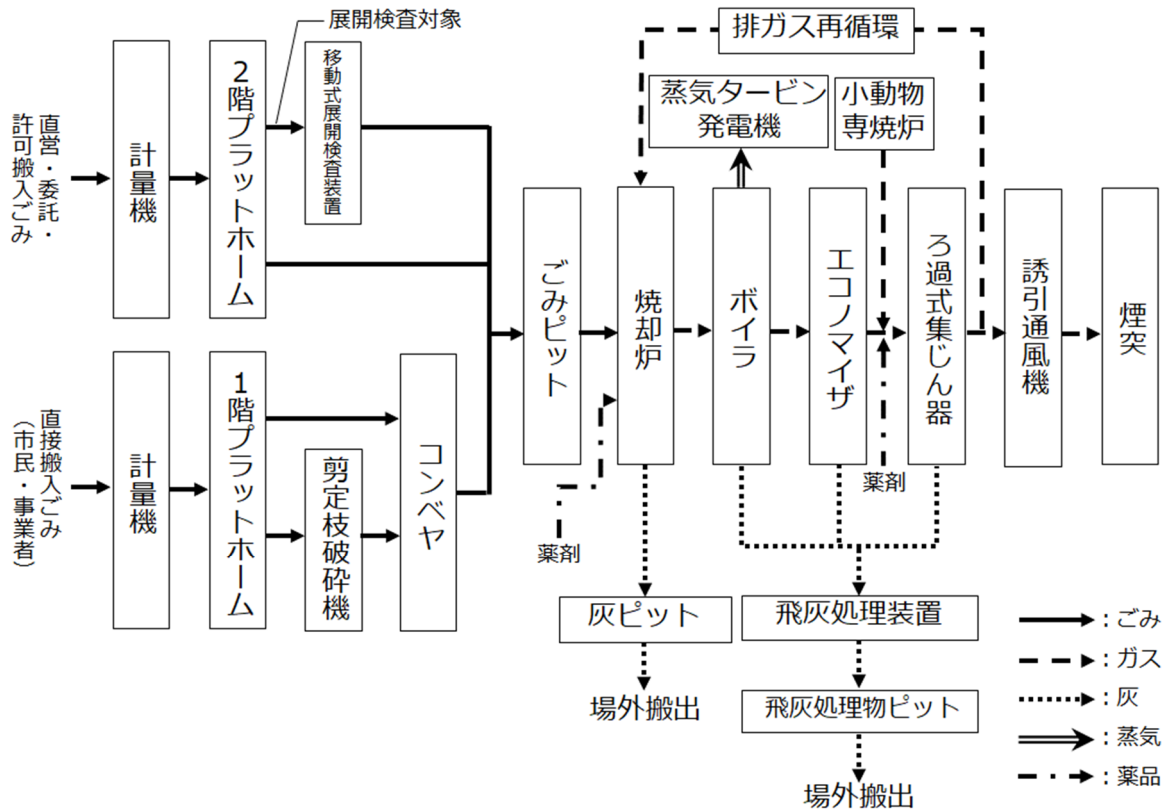 展開検査対象
直営・委託・
許可搬入ごみ
計量機
2階プラットホーム
移動式展開検査装置
直接搬入ごみ
（市民・事業者）
計量機
1階プラットホーム
剪定枝破砕機
コンベヤ
ごみピット
焼却炉
ボイラ
エコノマイザ
ろ過式集じん器
誘引通風機
煙突
排ガス再循環
蒸気タービン
発電機
小動物
専焼炉
薬剤
薬剤
灰ピット
場外搬出
飛灰処理装置
飛灰処理物ピット
場外搬出
：ごみ
：ガス
：灰
：蒸気
：薬品